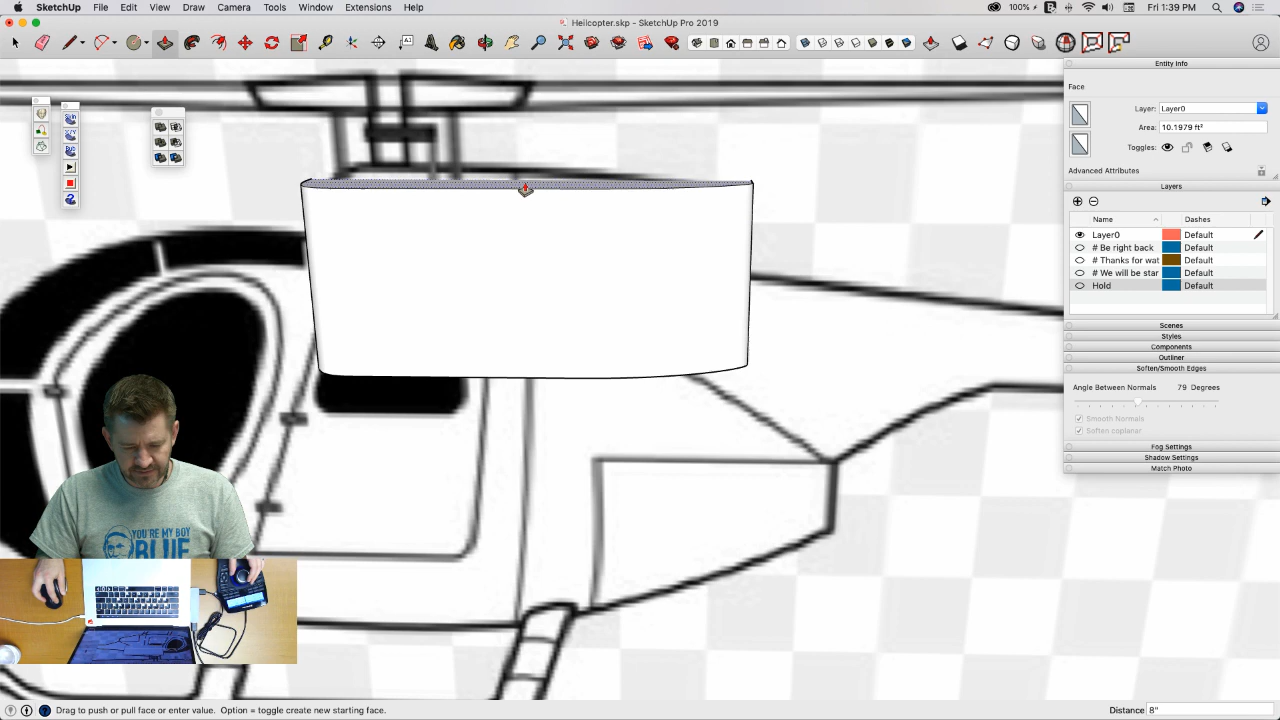 SketchUp File Edit View Draw Camera Tools Window Extensions Help 100% Fri 1:39 PM
Heilcopter.skp - SketchUp Pro 2019
Entity Info
Face
Layer: Layer0
Area: 10.1979 ft²
Toggles:
Advanced Attributes
Layers
Name Dashes
Layer0 Default
# Be right back Default
# Thanks for wat Default
# We will be star Default
Hold Default
Scenes
Styles
Components
Outliner
Soften/Smooth Edges
Angle Between Normals 79 Degrees
Smooth Normals
Soften coplanar
Fog Settings
Shadow Settings
Match Photo
YOU'RE MY BOY
BLUE
Drag to push or pull face or enter value. Option = toggle create new starting face. Distance 8"